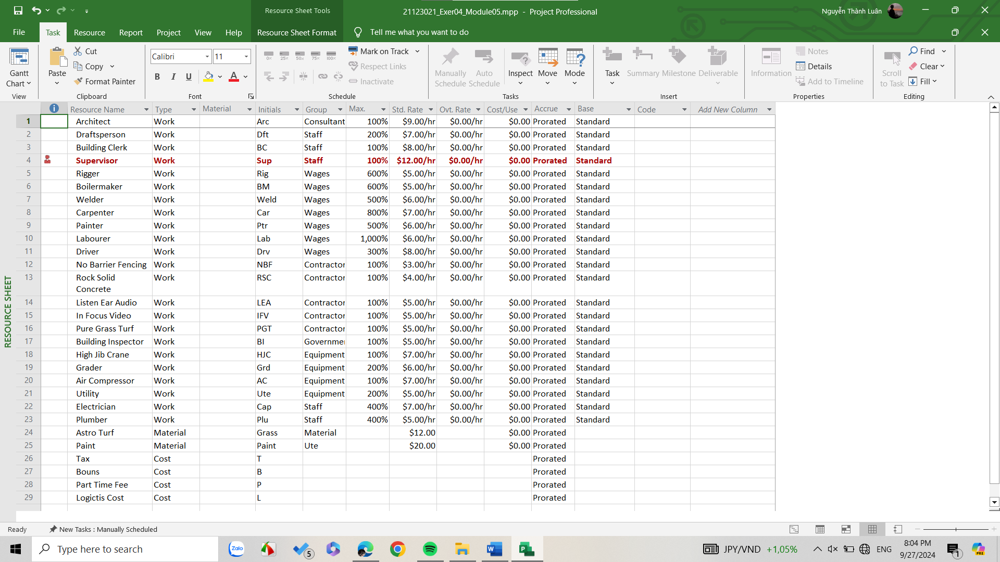 Resource Sheet Tools
21123021_Exer04_Module05.mpp - Project Professional
Nguyễn Thành Luân
File Task Resource Report Project View Help Resource Sheet Format Tell me what you want to do
Gantt Chart
View
Paste
Cut
Copy
Format Painter
Clipboard
Calibri 11
B I U A
Font
0% 25% 50% 75% 100%
Mark on Track
Respect Links
Inactivate
Schedule
Manually Schedule
Auto Schedule
Inspect
Move
Mode
Tasks
Task
Summary
Milestone
Deliverable
Insert
Information
Notes
Details
Add to Timeline
Properties
Scroll to Task
Find
Clear
Fill
Editing
RESOURCE SHEET
Resource Name Type Material Initials Group Max. Std. Rate Ovt. Rate Cost/Use Accrue Base Code Add New Column
1 Architect Work Arc Consultant 100% $9.00/hr $0.00/hr $0.00 Prorated Standard
2 Draftsperson Work Dft Staff 200% $7.00/hr $0.00/hr $0.00 Prorated Standard
3 Building Clerk Work BC Staff 100% $8.00/hr $0.00/hr $0.00 Prorated Standard
4 Supervisor Work Sup Staff 100% $12.00/hr $0.00/hr $0.00 Prorated Standard
5 Rigger Work Rig Wages 600% $5.00/hr $0.00/hr $0.00 Prorated Standard
6 Boilermaker Work BM Wages 600% $5.00/hr $0.00/hr $0.00 Prorated Standard
7 Welder Work Weld Wages 500% $6.00/hr $0.00/hr $0.00 Prorated Standard
8 Carpenter Work Car Wages 800% $7.00/hr $0.00/hr $0.00 Prorated Standard
9 Painter Work Ptr Wages 500% $6.00/hr $0.00/hr $0.00 Prorated Standard
10 Labourer Work Lab Wages 1,000% $6.00/hr $0.00/hr $0.00 Prorated Standard
11 Driver Work Drv Wages 300% $8.00/hr $0.00/hr $0.00 Prorated Standard
12 No Barrier Fencing Work NBF Contractor 100% $3.00/hr $0.00/hr $0.00 Prorated Standard
13 Rock Solid Concrete Work RSC Contractor 100% $4.00/hr $0.00/hr $0.00 Prorated Standard
14 Listen Ear Audio Work LEA Contractor 100% $5.00/hr $0.00/hr $0.00 Prorated Standard
15 In Focus Video Work IFV Contractor 100% $5.00/hr $0.00/hr $0.00 Prorated Standard
16 Pure Grass Turf Work PGT Contractor 100% $5.00/hr $0.00/hr $0.00 Prorated Standard
17 Building Inspector Work BI Governme 100% $5.00/hr $0.00/hr $0.00 Prorated Standard
18 High Jib Crane Work HJC Equipment 100% $7.00/hr $0.00/hr $0.00 Prorated Standard
19 Grader Work Grd Equipment 200% $6.00/hr $0.00/hr $0.00 Prorated Standard
20 Air Compressor Work AC Equipment 100% $7.00/hr $0.00/hr $0.00 Prorated Standard
21 Utility Work Ute Equipment 200% $5.00/hr $0.00/hr $0.00 Prorated Standard
22 Electrician Work Cap Staff 400% $7.00/hr $0.00/hr $0.00 Prorated Standard
23 Plumber Work Plu Staff 400% $5.00/hr $0.00/hr $0.00 Prorated Standard
24 Astro Turf Material Grass Material $12.00 $0.00 Prorated
25 Paint Material Paint Ute $20.00 $0.00 Prorated
26 Tax Cost T Prorated
27 Bouns Cost B Prorated
28 Part Time Fee Cost P Prorated
29 Logictis Cost Cost L Prorated
Ready New Tasks : Manually Scheduled
Type here to search
Zalo
5
JPY/VND +1,05%
ENG
8:04 PM
9/27/2024
1
PRE